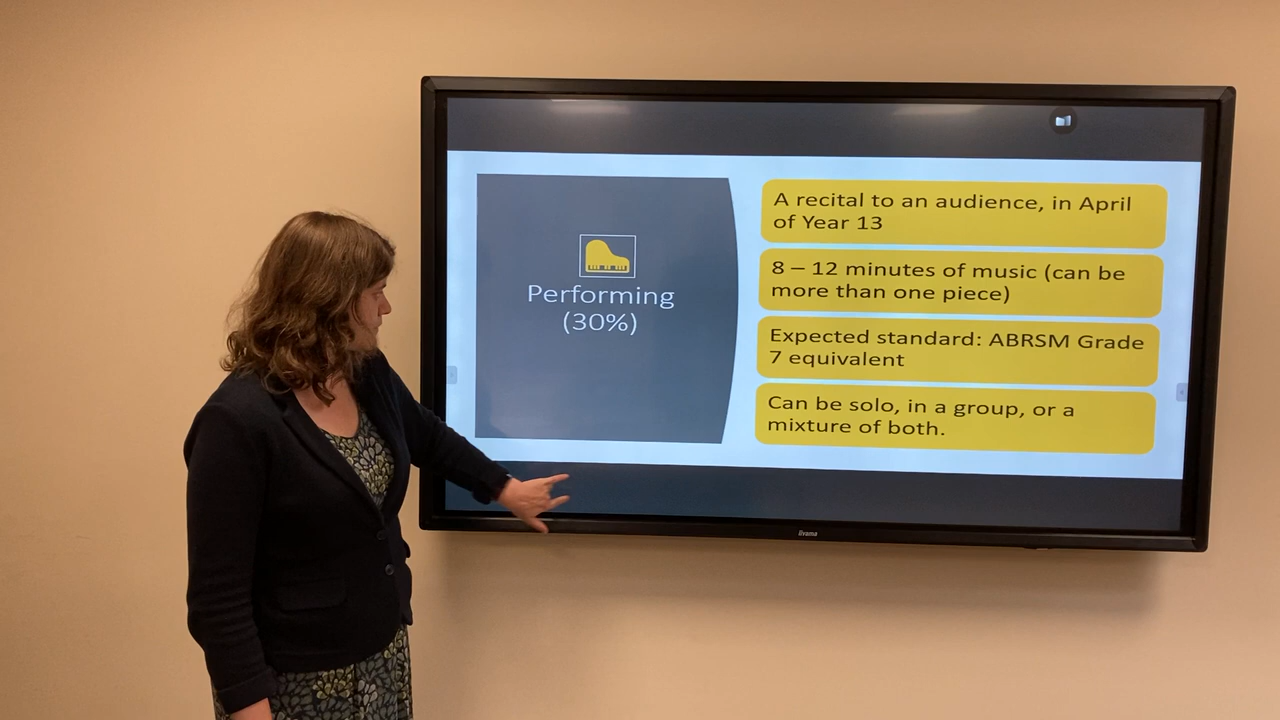 Performing
(30%)
A recital to an audience, in April
of Year 13
8 – 12 minutes of music (can be
more than one piece)
Expected standard: ABRSM Grade
7 equivalent
Can be solo, in a group, or a
mixture of both.
iiyama